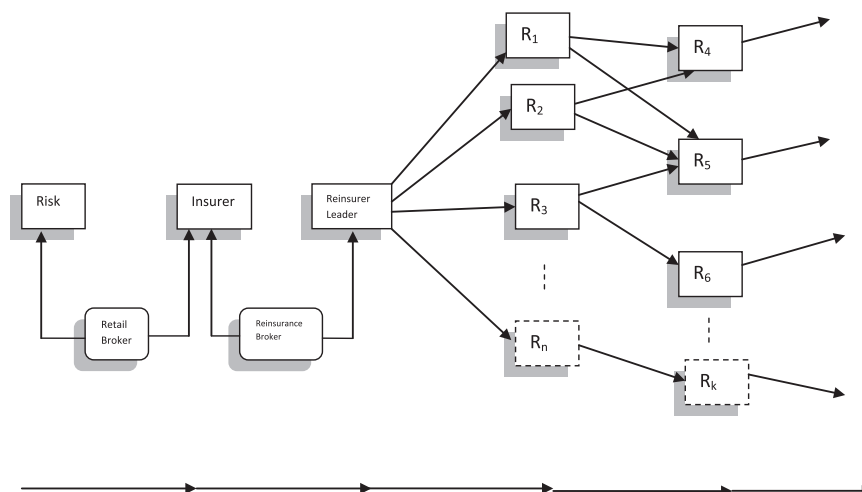 Risk
Insurer
Reinsurer
Leader
Retail
Broker
Reinsurance
Broker
R1
R2
R3
Rn
R4
R5
R6
Rk